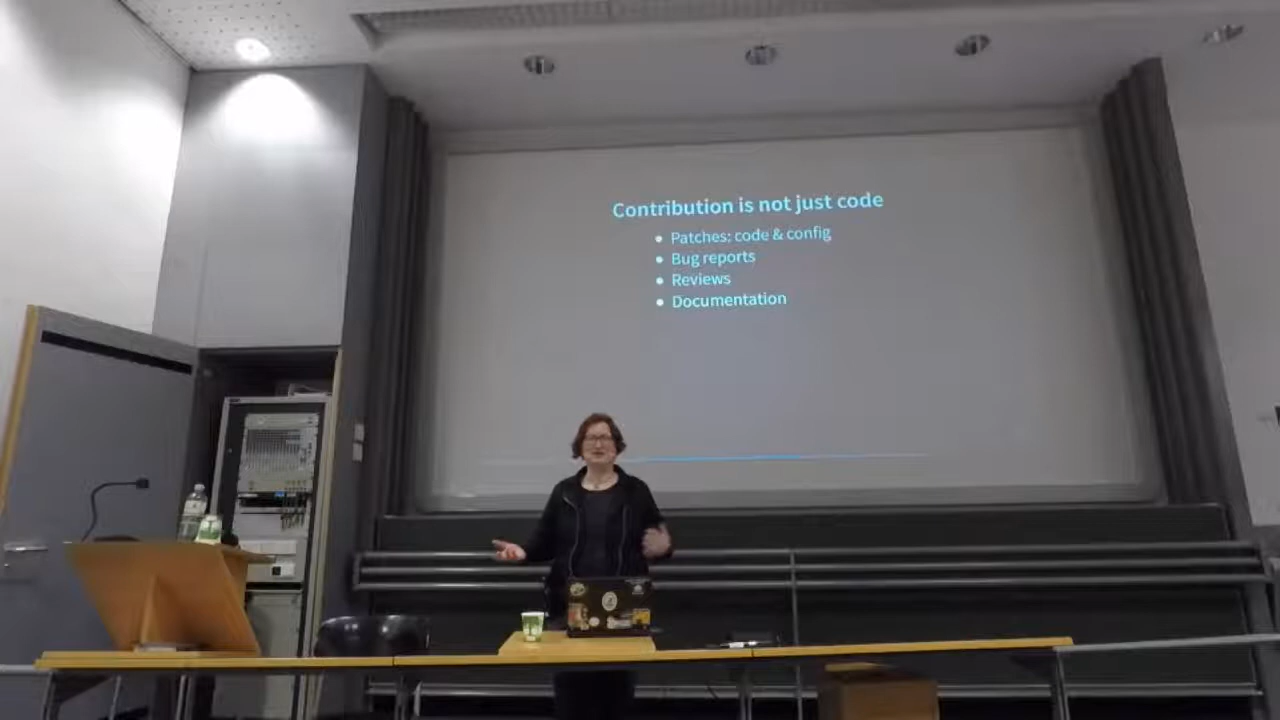 Contribution is not just code
Patches: code & config
Bug reports
Reviews
Documentation